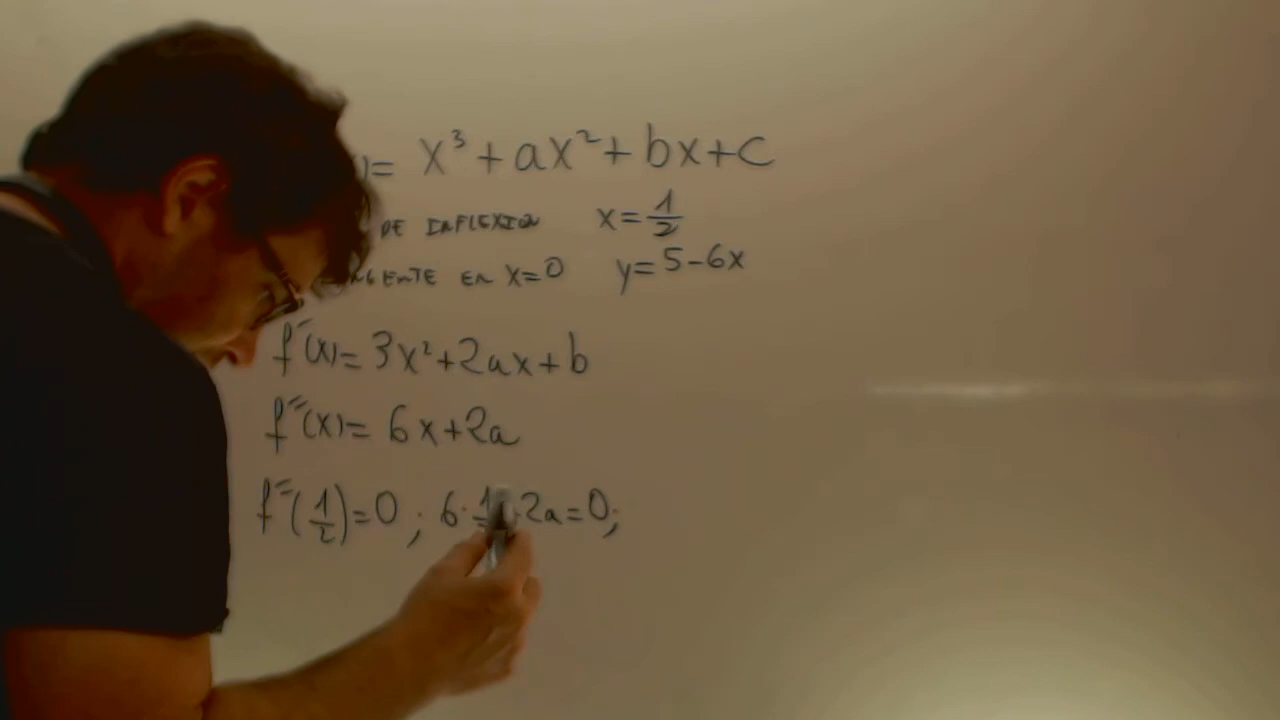 )= x³+ax²+bx+c
DE INFLEXION x=1/2
EN x=0 y=5-6x
f'(x)=3x²+2ax+b
f''(x)=6x+2a
f''(1/2)=0 ; 6· 2a=0;